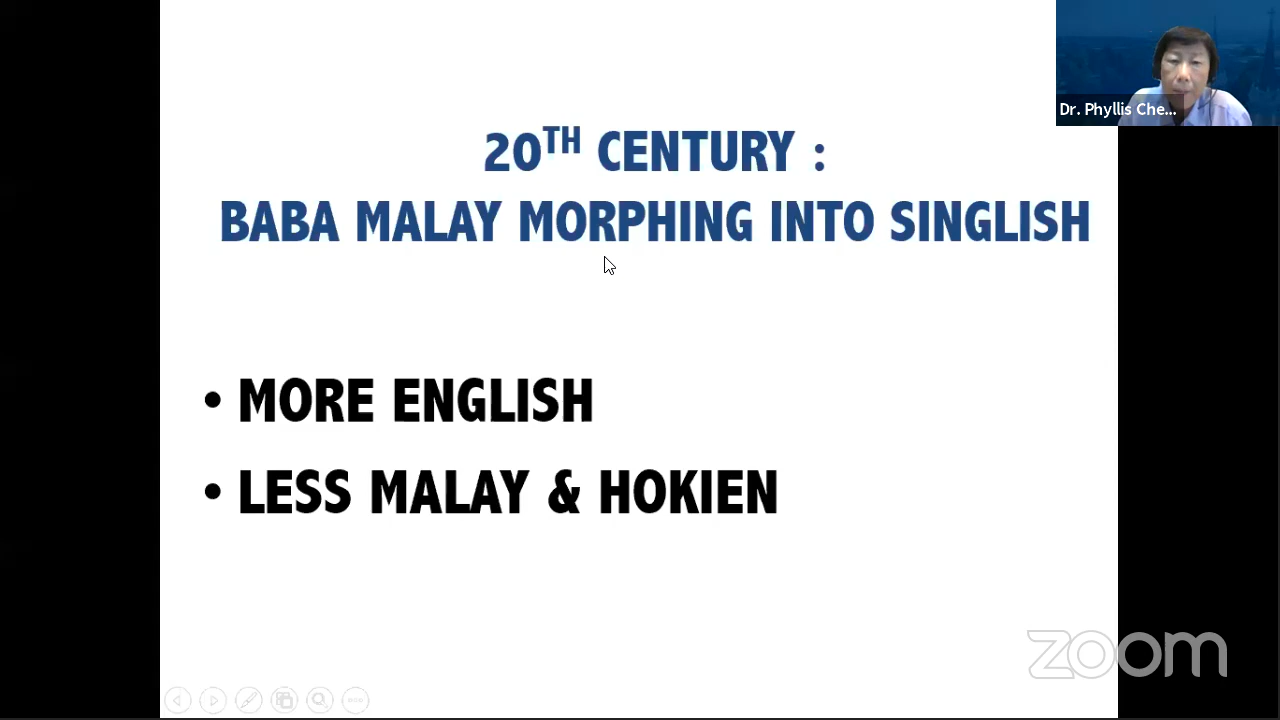 Dr. Phyllis Che...
20TH CENTURY :
BABA MALAY MORPHING INTO SINGLISH
• MORE ENGLISH
• LESS MALAY & HOKIEN
zoom